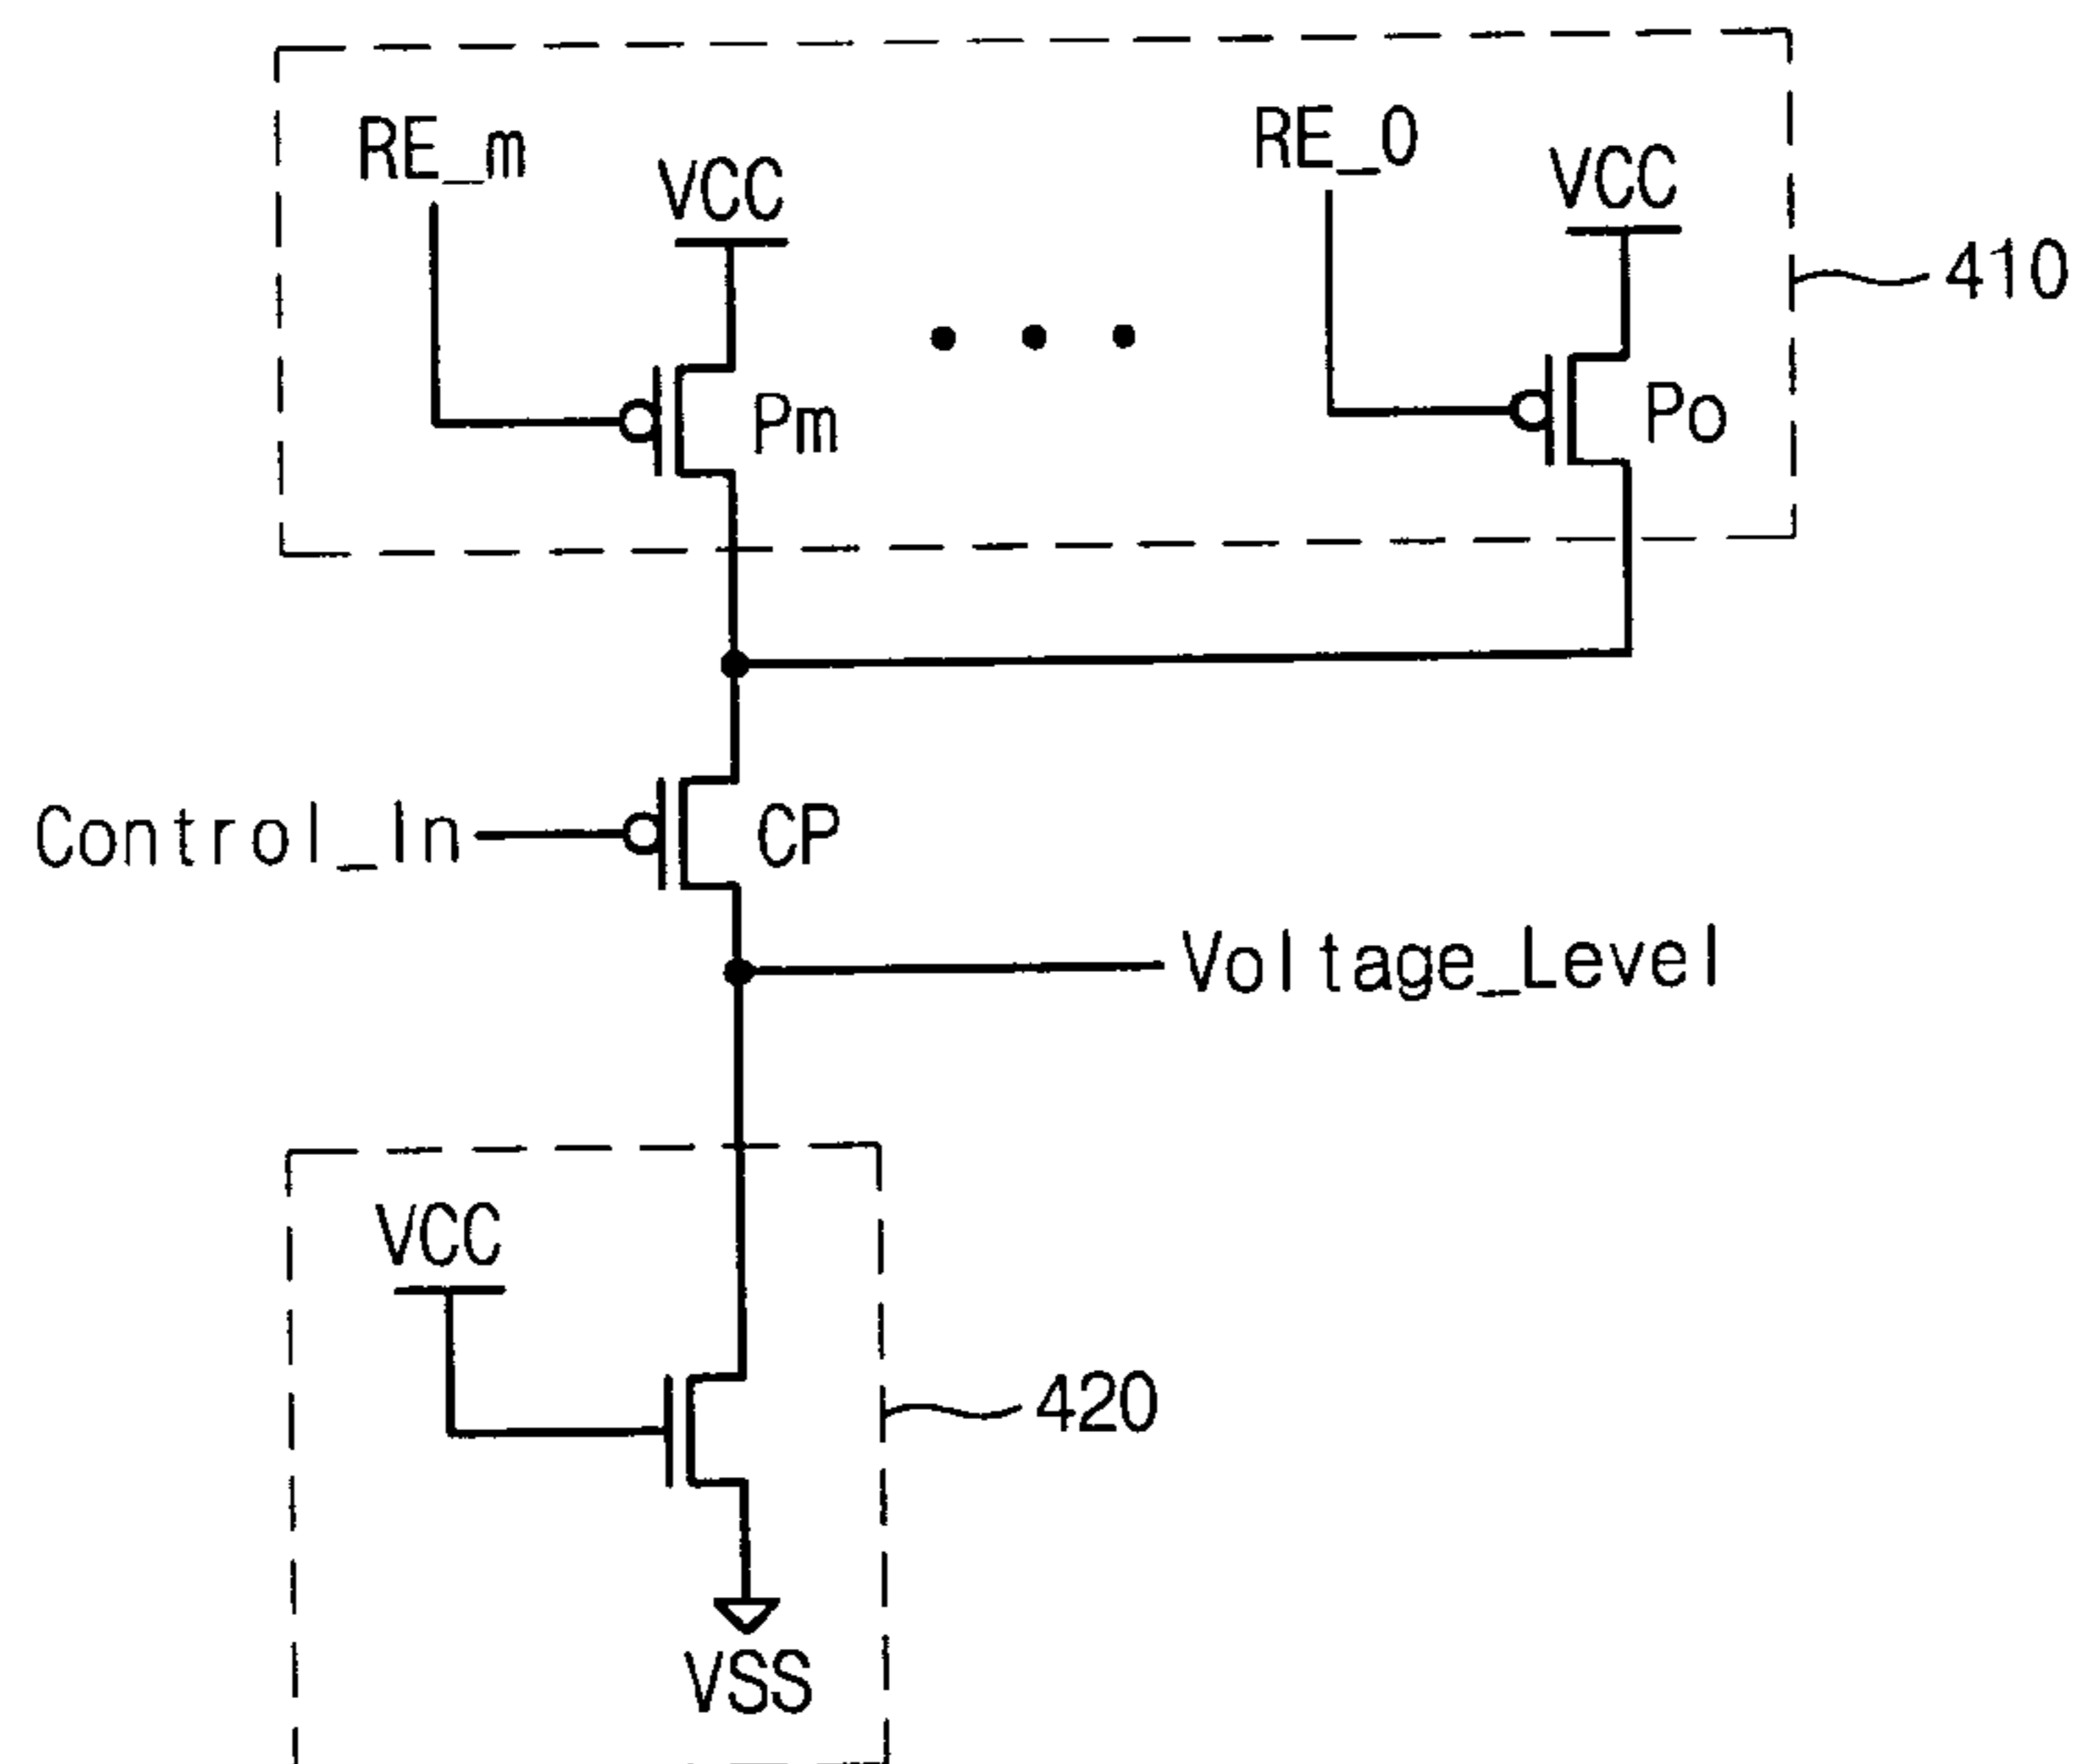 RE_m
VCC
RE_0
VCC
410
Pm
Po
Control_In
CP
Voltage_Level
VCC
420
VSS